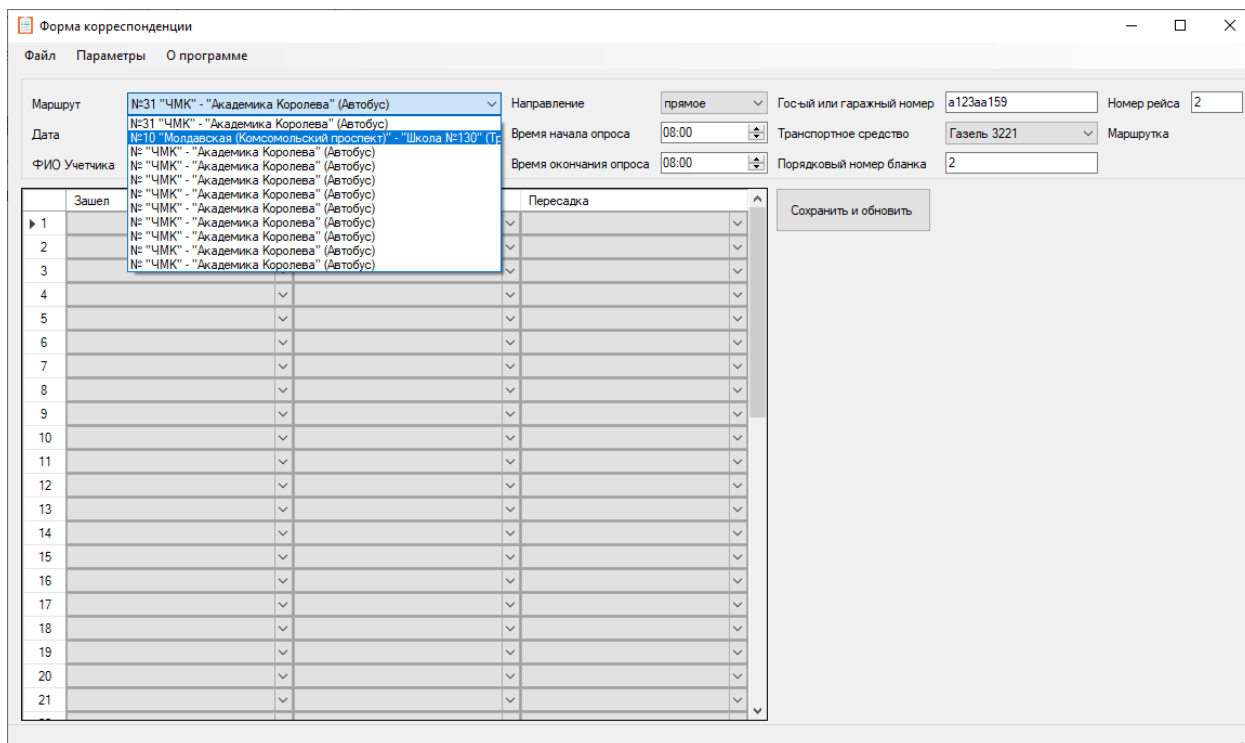 Форма корреспонденции
Файл Параметры О программе
Маршрут №31 "ЧМК" - "Академика Королева" (Автобус) Направление прямое Гос-ый или гаражный номер а123аа159 Номер рейса 2
№31 "ЧМК" - "Академика Королева" (Автобус)
Дата №10 "Молдавская (Комсомольский проспект)" - "Школа №130" (Тр Время начала опроса 08:00 Транспортное средство Газель 3221 Маршрутка
№ "ЧМК" - "Академика Королева" (Автобус)
ФИО Учетчика № "ЧМК" - "Академика Королева" (Автобус) Время окончания опроса 08:00 Порядковый номер бланка 2
№ "ЧМК" - "Академика Королева" (Автобус)
№ "ЧМК" - "Академика Королева" (Автобус)
Зашел № "ЧМК" - "Академика Королева" (Автобус) Пересадка Сохранить и обновить
1 № "ЧМК" - "Академика Королева" (Автобус)
№ "ЧМК" - "Академика Королева" (Автобус)
2 № "ЧМК" - "Академика Королева" (Автобус)
3 № "ЧМК" - "Академика Королева" (Автобус)
4
5
6
7
8
9
10
11
12
13
14
15
16
17
18
19
20
21